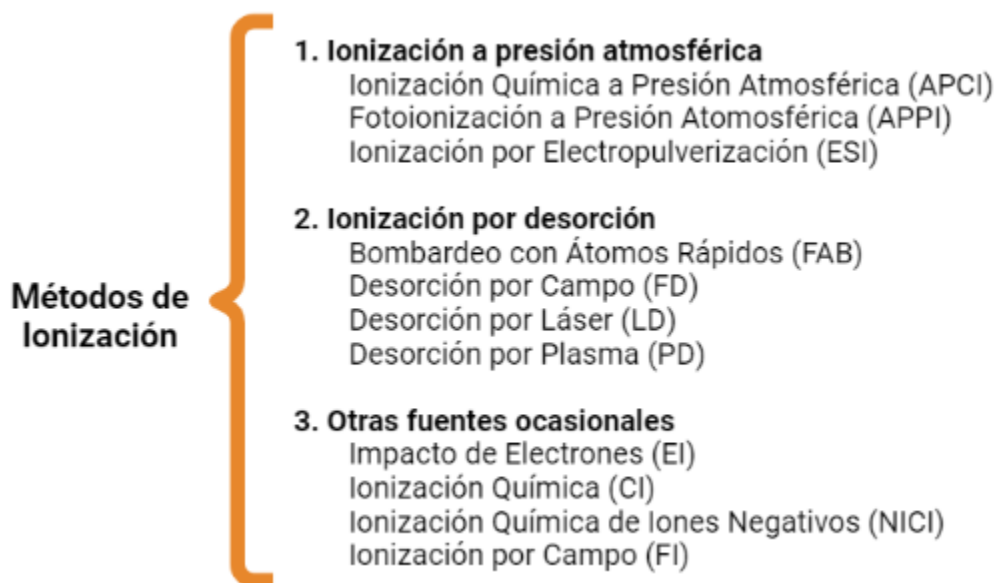 Métodos de
Ionización
1. Ionización a presión atmosférica
Ionización Química a Presión Atmosférica (APCI)
Fotoionización a Presión Atomosférica (APPI)
Ionización por Electropulverización (ESI)
2. Ionización por desorción
Bombardeo con Átomos Rápidos (FAB)
Desorción por Campo (FD)
Desorción por Láser (LD)
Desorción por Plasma (PD)
3. Otras fuentes ocasionales
Impacto de Electrones (EI)
Ionización Química (CI)
Ionización Química de Iones Negativos (NICI)
Ionización por Campo (FI)